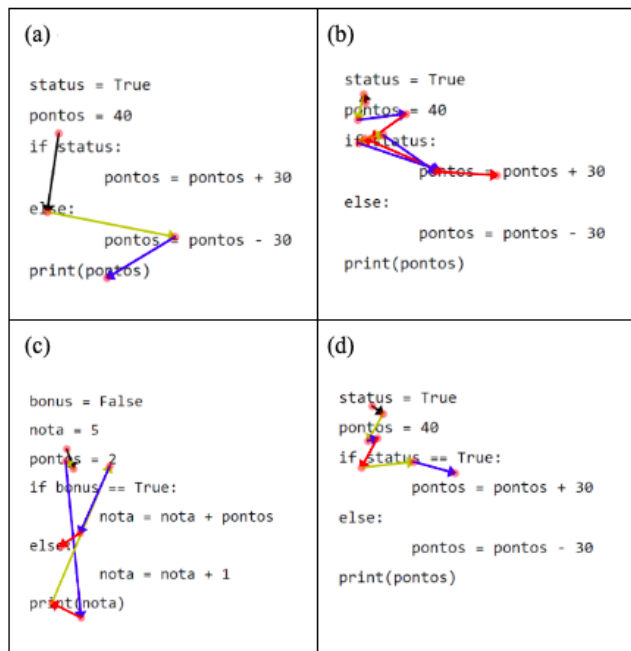 (a)
status = True
pontos = 40
if status:
pontos = pontos + 30
else:
pontos = pontos - 30
print(pontos)
(b)
status = True
pontos = 40
if status:
pontos = pontos + 30
else:
pontos = pontos - 30
print(pontos)
(c)
bonus = False
nota = 5
pontos = 2
if bonus == True:
nota = nota + pontos
else:
nota = nota + 1
print(nota)
(d)
status = True
pontos = 40
if status == True:
pontos = pontos + 30
else:
pontos = pontos - 30
print(pontos)